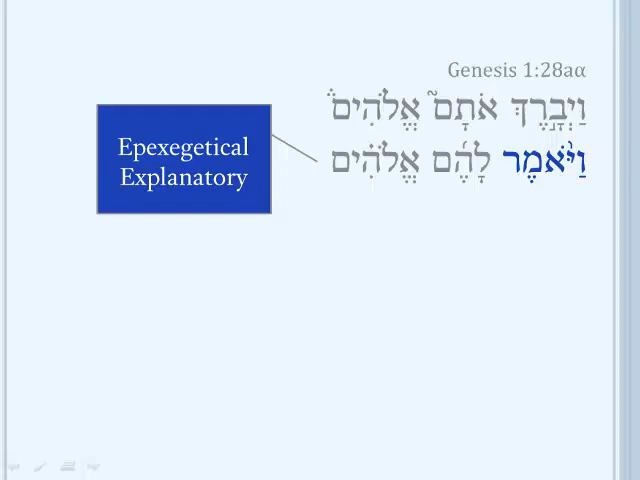 Genesis 1:28aα
וַיְבָ֣רֶךְ אֹתָם֮ אֱלֹהִים֒
וַיֹּ֨אמֶר לָהֶ֜ם אֱלֹהִ֗ים
Epexegetical
Explanatory